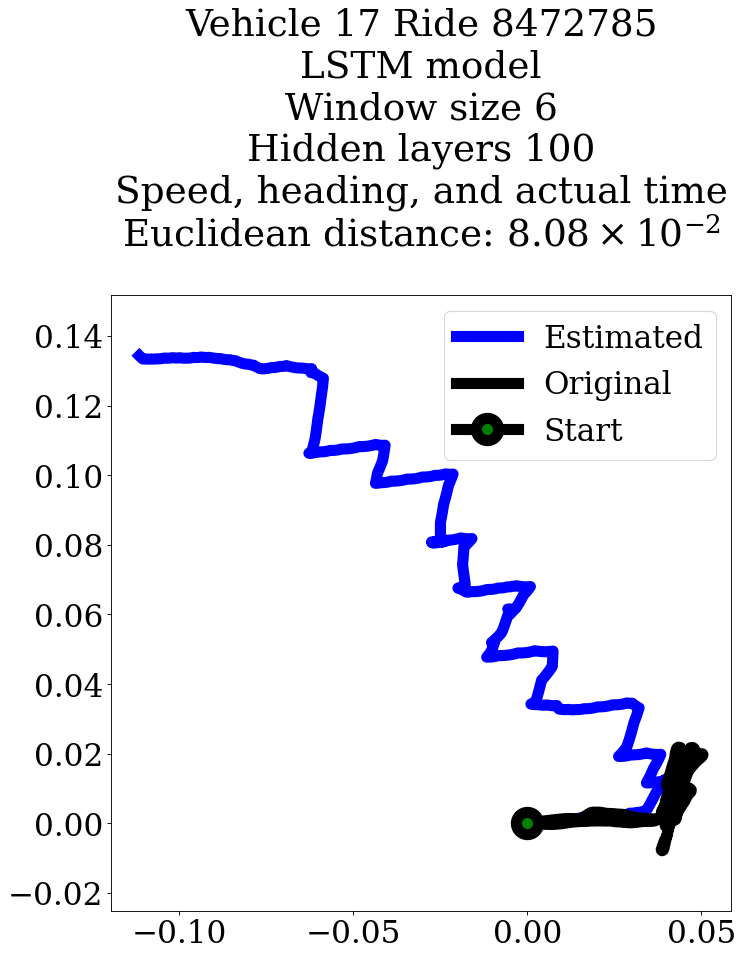 Vehicle 17 Ride 8472785
LSTM model
Window size 6
Hidden layers 100
Speed, heading, and actual time
Euclidean distance: 8.08 × 10⁻²
Estimated
Original
Start
0.14
0.12
0.10
0.08
0.06
0.04
0.02
0.00
−0.02
−0.10 −0.05 0.00 0.05